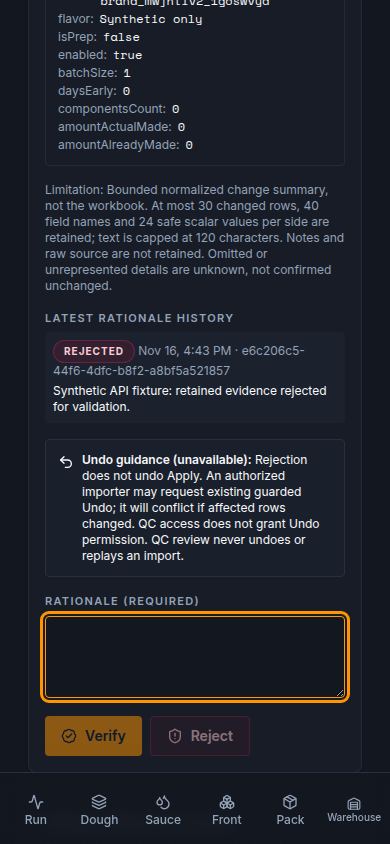 flavor: Synthetic only
isPrep: false
enabled: true
batchSize: 1
daysEarly: 0
componentsCount: 0
amountActualMade: 0
amountAlreadyMade: 0
Limitation: Bounded normalized change summary,
not the workbook. At most 30 changed rows, 40
field names and 24 safe scalar values per side are
retained; text is capped at 120 characters. Notes and
raw source are not retained. Omitted or
unrepresented details are unknown, not confirmed
unchanged.
LATEST RATIONALE HISTORY
REJECTED Nov 16, 4:43 PM · e6c206c5-
44f6-4dfc-b8f2-a8bf5a521857
Synthetic API fixture: retained evidence rejected
for validation.
Undo guidance (unavailable): Rejection
does not undo Apply. An authorized
importer may request existing guarded
Undo; it will conflict if affected rows
changed. QC access does not grant Undo
permission. QC review never undoes or
replays an import.
RATIONALE (REQUIRED)
Verify Reject
Run Dough Sauce Front Pack Warehouse